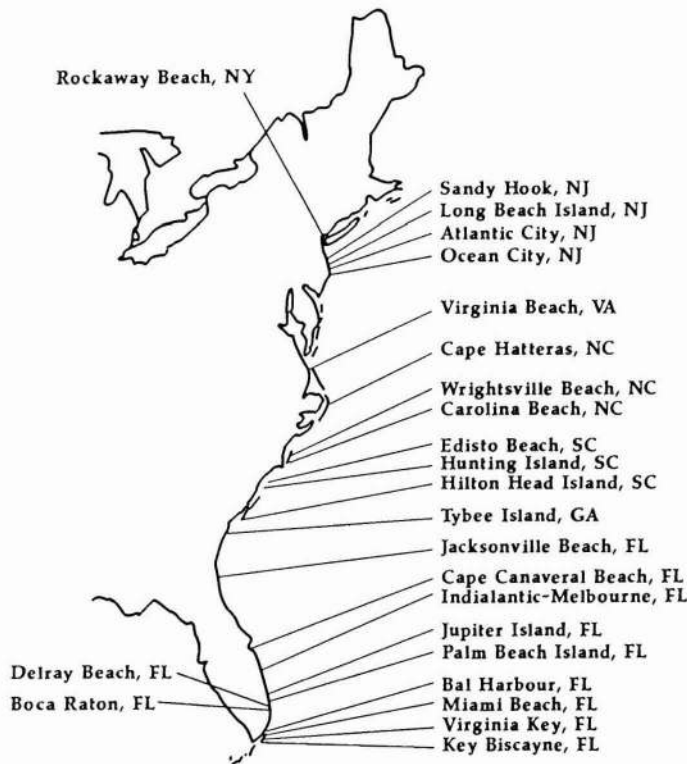 Rockaway Beach, NY
Sandy Hook, NJ
Long Beach Island, NJ
Atlantic City, NJ
Ocean City, NJ
Virginia Beach, VA
Cape Hatteras, NC
Wrightsville Beach, NC
Carolina Beach, NC
Edisto Beach, SC
Hunting Island, SC
Hilton Head Island, SC
Tybee Island, GA
Jacksonville Beach, FL
Cape Canaveral Beach, FL
Indialantic-Melbourne, FL
Jupiter Island, FL
Palm Beach Island, FL
Delray Beach, FL
Boca Raton, FL
Bal Harbour, FL
Miami Beach, FL
Virginia Key, FL
Key Biscayne, FL